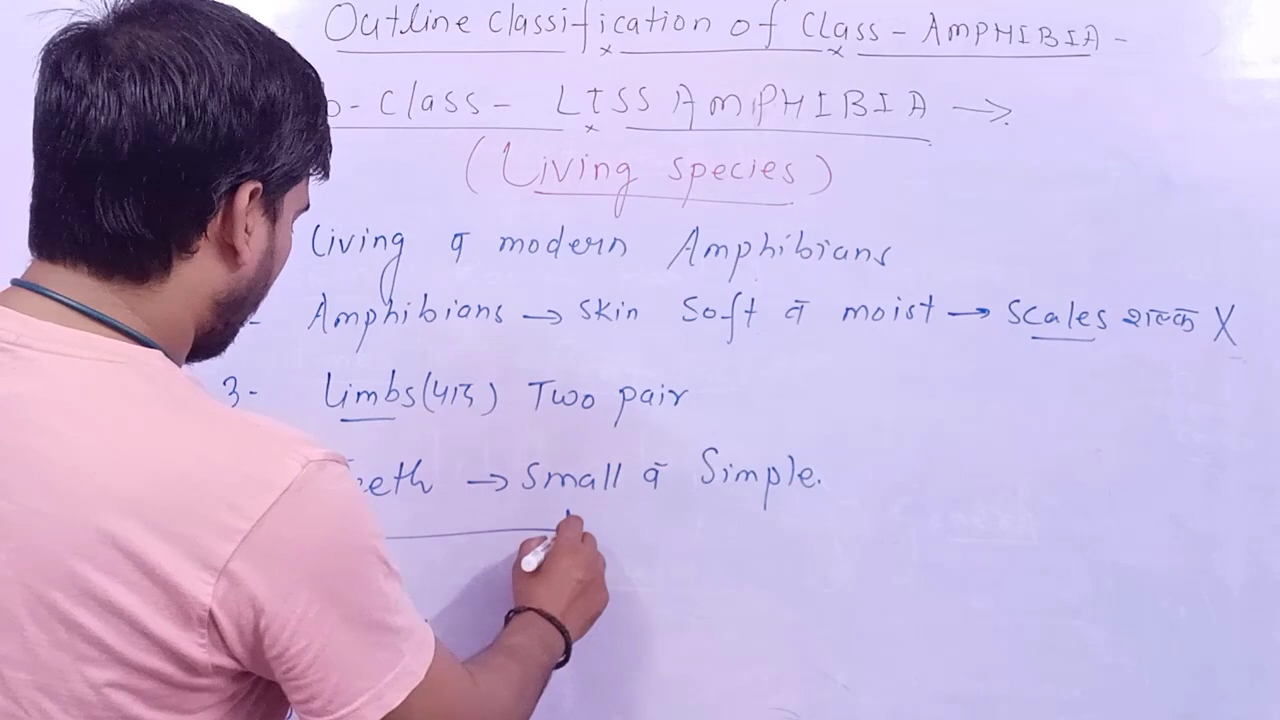 Outline Classification of Class - AMPHIBIA -
- Class - LISSAMPHIBIA →
(Living species)
Living व modern Amphibians
- Amphibians → Skin Soft व moist → Scales शल्क X
3- Limbs (पाद) Two pair
eeth → Small व Simple.